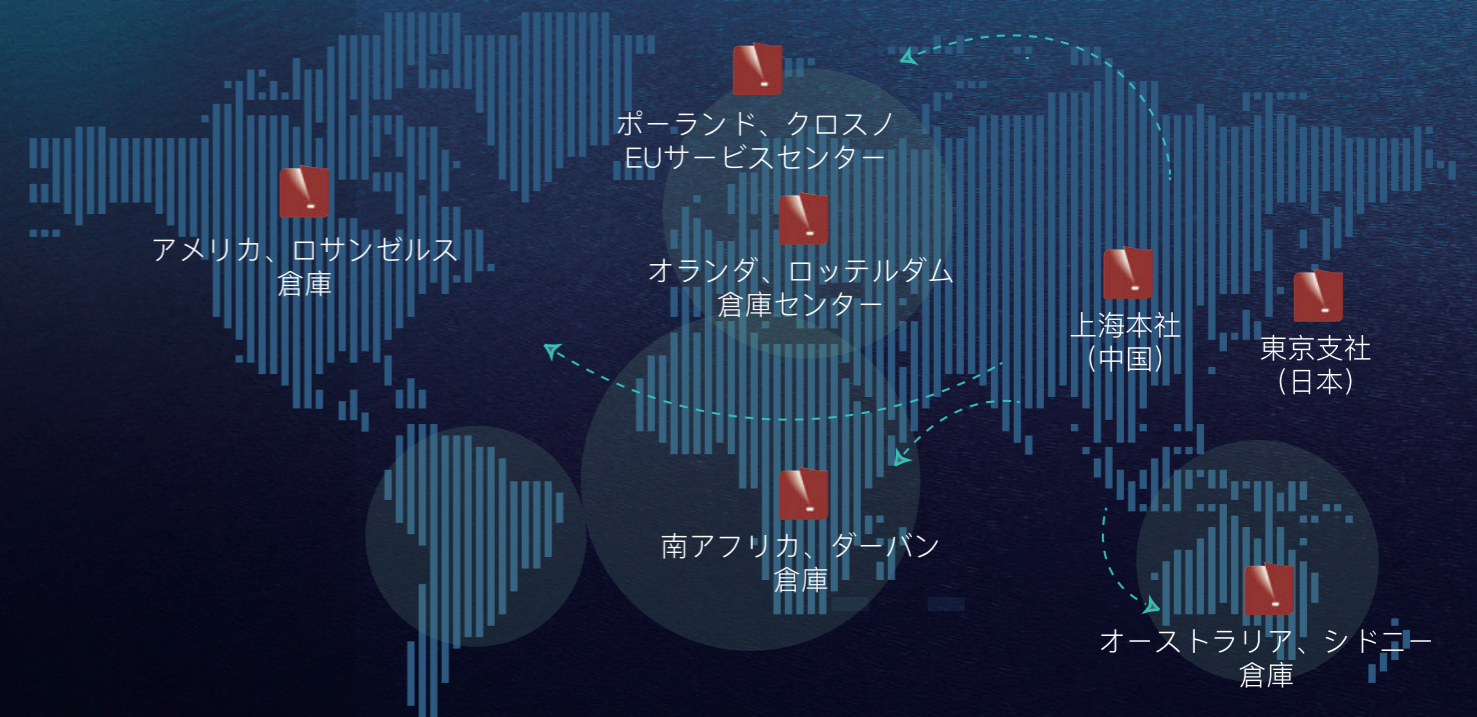 ポーランド、クロスノ
EUサービスセンター
アメリカ、ロサンゼルス
倉庫
オランダ、ロッテルダム
倉庫センター
上海本社
（中国）
東京支社
（日本）
南アフリカ、ダーバン
倉庫
オーストラリア、シドニー
倉庫